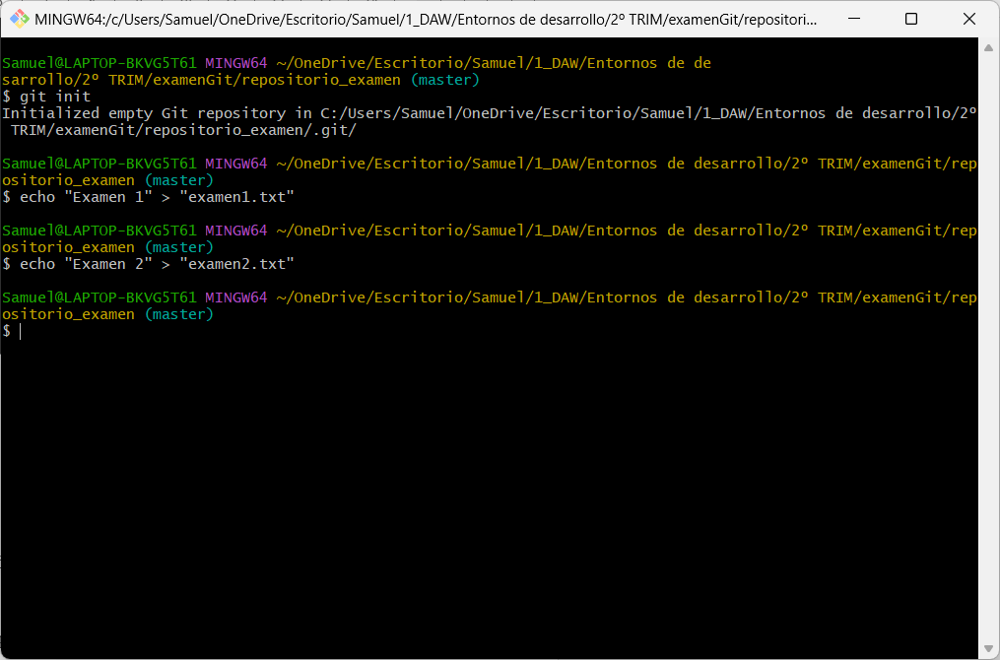 MINGW64:/c/Users/Samuel/OneDrive/Escritorio/Samuel/1_DAW/Entornos de desarrollo/2º TRIM/examenGit/repositori...
Samuel@LAPTOP-BKVG5T61 MINGW64 ~/OneDrive/Escritorio/Samuel/1_DAW/Entornos de de
sarrollo/2º TRIM/examenGit/repositorio_examen (master)
$ git init
Initialized empty Git repository in C:/Users/Samuel/OneDrive/Escritorio/Samuel/1_DAW/Entornos de desarrollo/2º
 TRIM/examenGit/repositorio_examen/.git/
Samuel@LAPTOP-BKVG5T61 MINGW64 ~/OneDrive/Escritorio/Samuel/1_DAW/Entornos de desarrollo/2º TRIM/examenGit/rep
ositorio_examen (master)
$ echo "Examen 1" > "examen1.txt"
Samuel@LAPTOP-BKVG5T61 MINGW64 ~/OneDrive/Escritorio/Samuel/1_DAW/Entornos de desarrollo/2º TRIM/examenGit/rep
ositorio_examen (master)
$ echo "Examen 2" > "examen2.txt"
Samuel@LAPTOP-BKVG5T61 MINGW64 ~/OneDrive/Escritorio/Samuel/1_DAW/Entornos de desarrollo/2º TRIM/examenGit/rep
ositorio_examen (master)
$